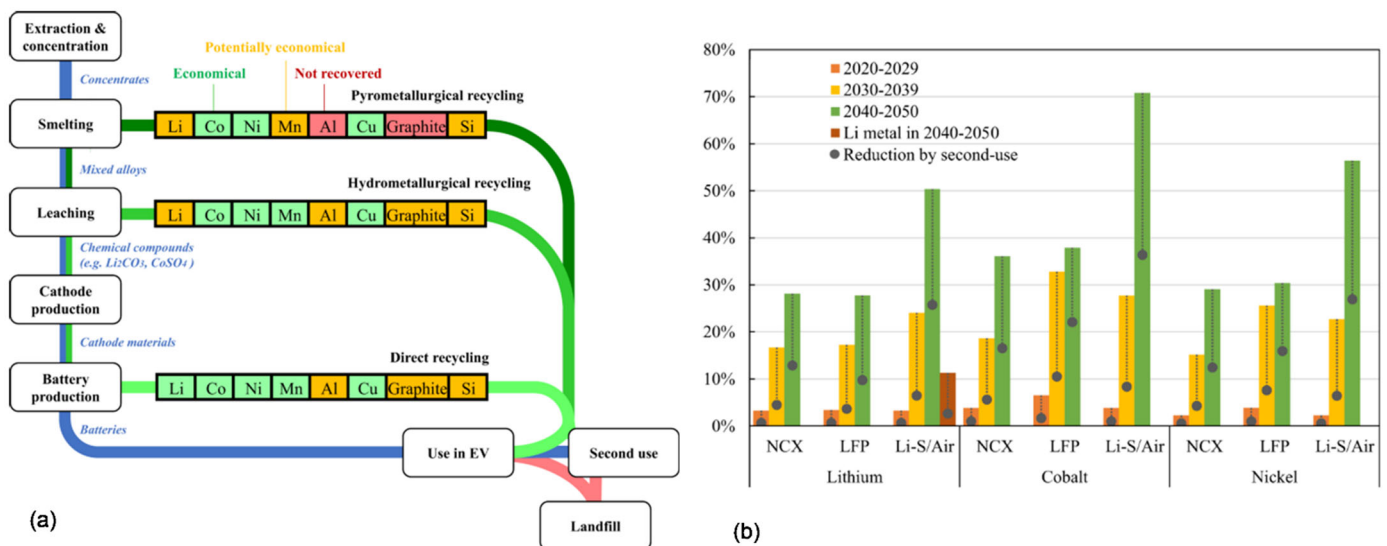 Extraction &
concentration
Concentrates
Smelting
Mixed alloys
Leaching
Chemical compounds
(e.g. Li2CO3, CoSO4 )
Cathode
production
Cathode materials
Battery
production
Batteries
Potentially economical
Economical
Not recovered
Pyrometallurgical recycling
Li Co Ni Mn Al Cu Graphite Si
Hydrometallurgical recycling
Li Co Ni Mn Al Cu Graphite Si
Direct recycling
Li Co Ni Mn Al Cu Graphite Si
Use in EV
Second use
Landfill
(a)
80%
70%
60%
50%
40%
30%
20%
10%
0%
2020-2029
2030-2039
2040-2050
Li metal in 2040-2050
Reduction by second-use
NCX LFP Li-S/Air NCX LFP Li-S/Air NCX LFP Li-S/Air
Lithium Cobalt Nickel
(b)